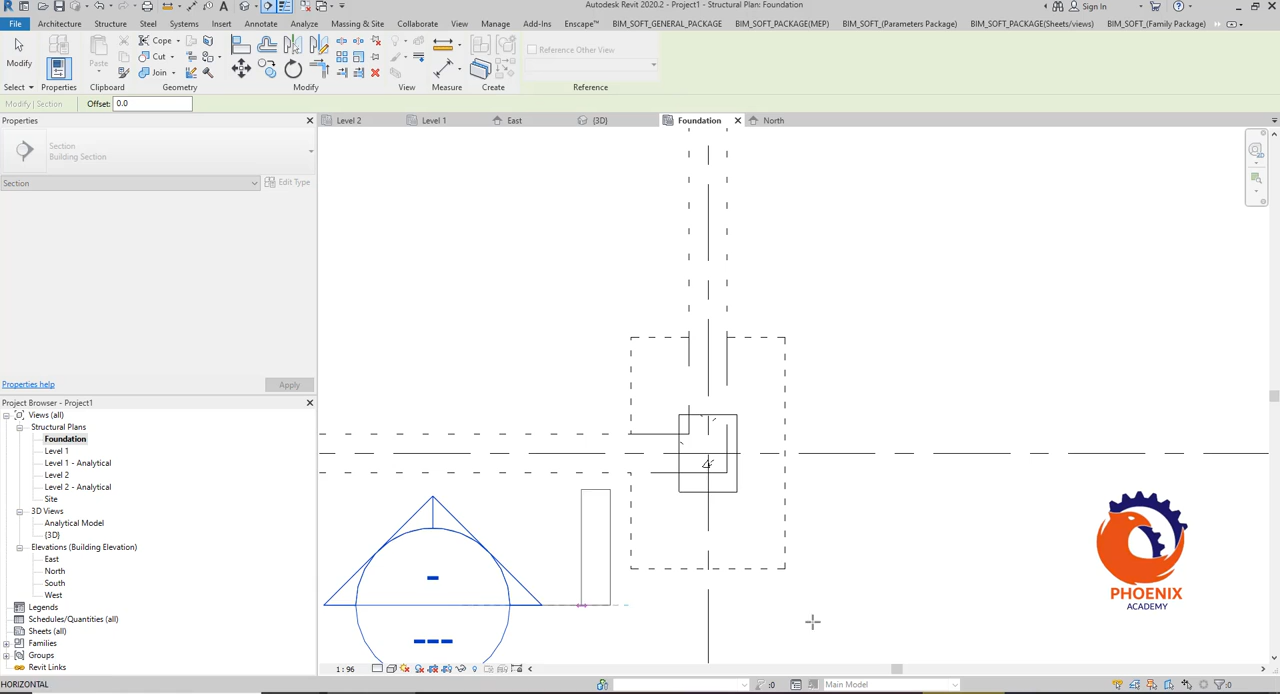 Autodesk Revit 2020.2 - Project1 - Structural Plan: Foundation
Sign In
File Architecture Structure Steel Systems Insert Annotate Analyze Massing & Site Collaborate View Manage Add-Ins Enscape™ BIM_SOFT_GENERAL_PACKAGE BIM_SOFT_PACKAGE(MEP) BIM_SOFT_(Parameters Package) BIM_SOFT_PACKAGE(Sheets/views) BIM_SOFT_(Family Package)
Modify
Paste
Cope
Cut
Join
Reference Other View
Select Properties Clipboard Geometry Modify View Measure Create Reference
Modify | Section Offset: 0.0
Properties
Level 2 Level 1 East {3D} Foundation North
Section
Building Section
Section Edit Type
Properties help Apply
Project Browser - Project1
Views (all)
Structural Plans
Foundation
Level 1
Level 1 - Analytical
Level 2
Level 2 - Analytical
Site
3D Views
Analytical Model
{3D}
Elevations (Building Elevation)
East
North
South
West
Legends
Schedules/Quantities (all)
Sheets (all)
Families
Groups
Revit Links
PHOENIX
ACADEMY
1 : 96
HORIZONTAL
:0 Main Model :0